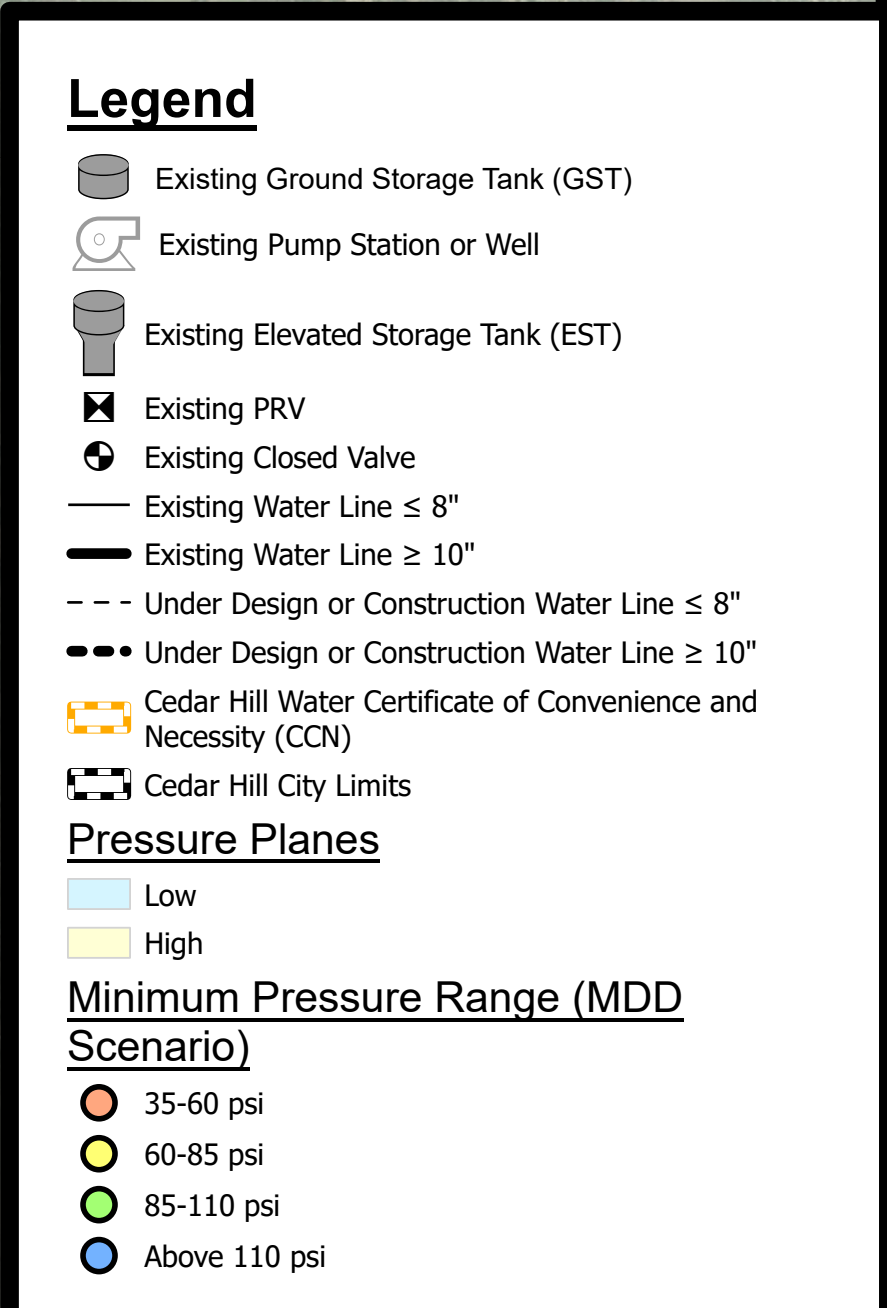 Legend
Existing Ground Storage Tank (GST)
Existing Pump Station or Well
Existing Elevated Storage Tank (EST)
Existing PRV
Existing Closed Valve
Existing Water Line ≤ 8"
Existing Water Line ≥ 10"
Under Design or Construction Water Line ≤ 8"
Under Design or Construction Water Line ≥ 10"
Cedar Hill Water Certificate of Convenience and
Necessity (CCN)
Cedar Hill City Limits
Pressure Planes
Low
High
Minimum Pressure Range (MDD
Scenario)
35-60 psi
60-85 psi
85-110 psi
Above 110 psi